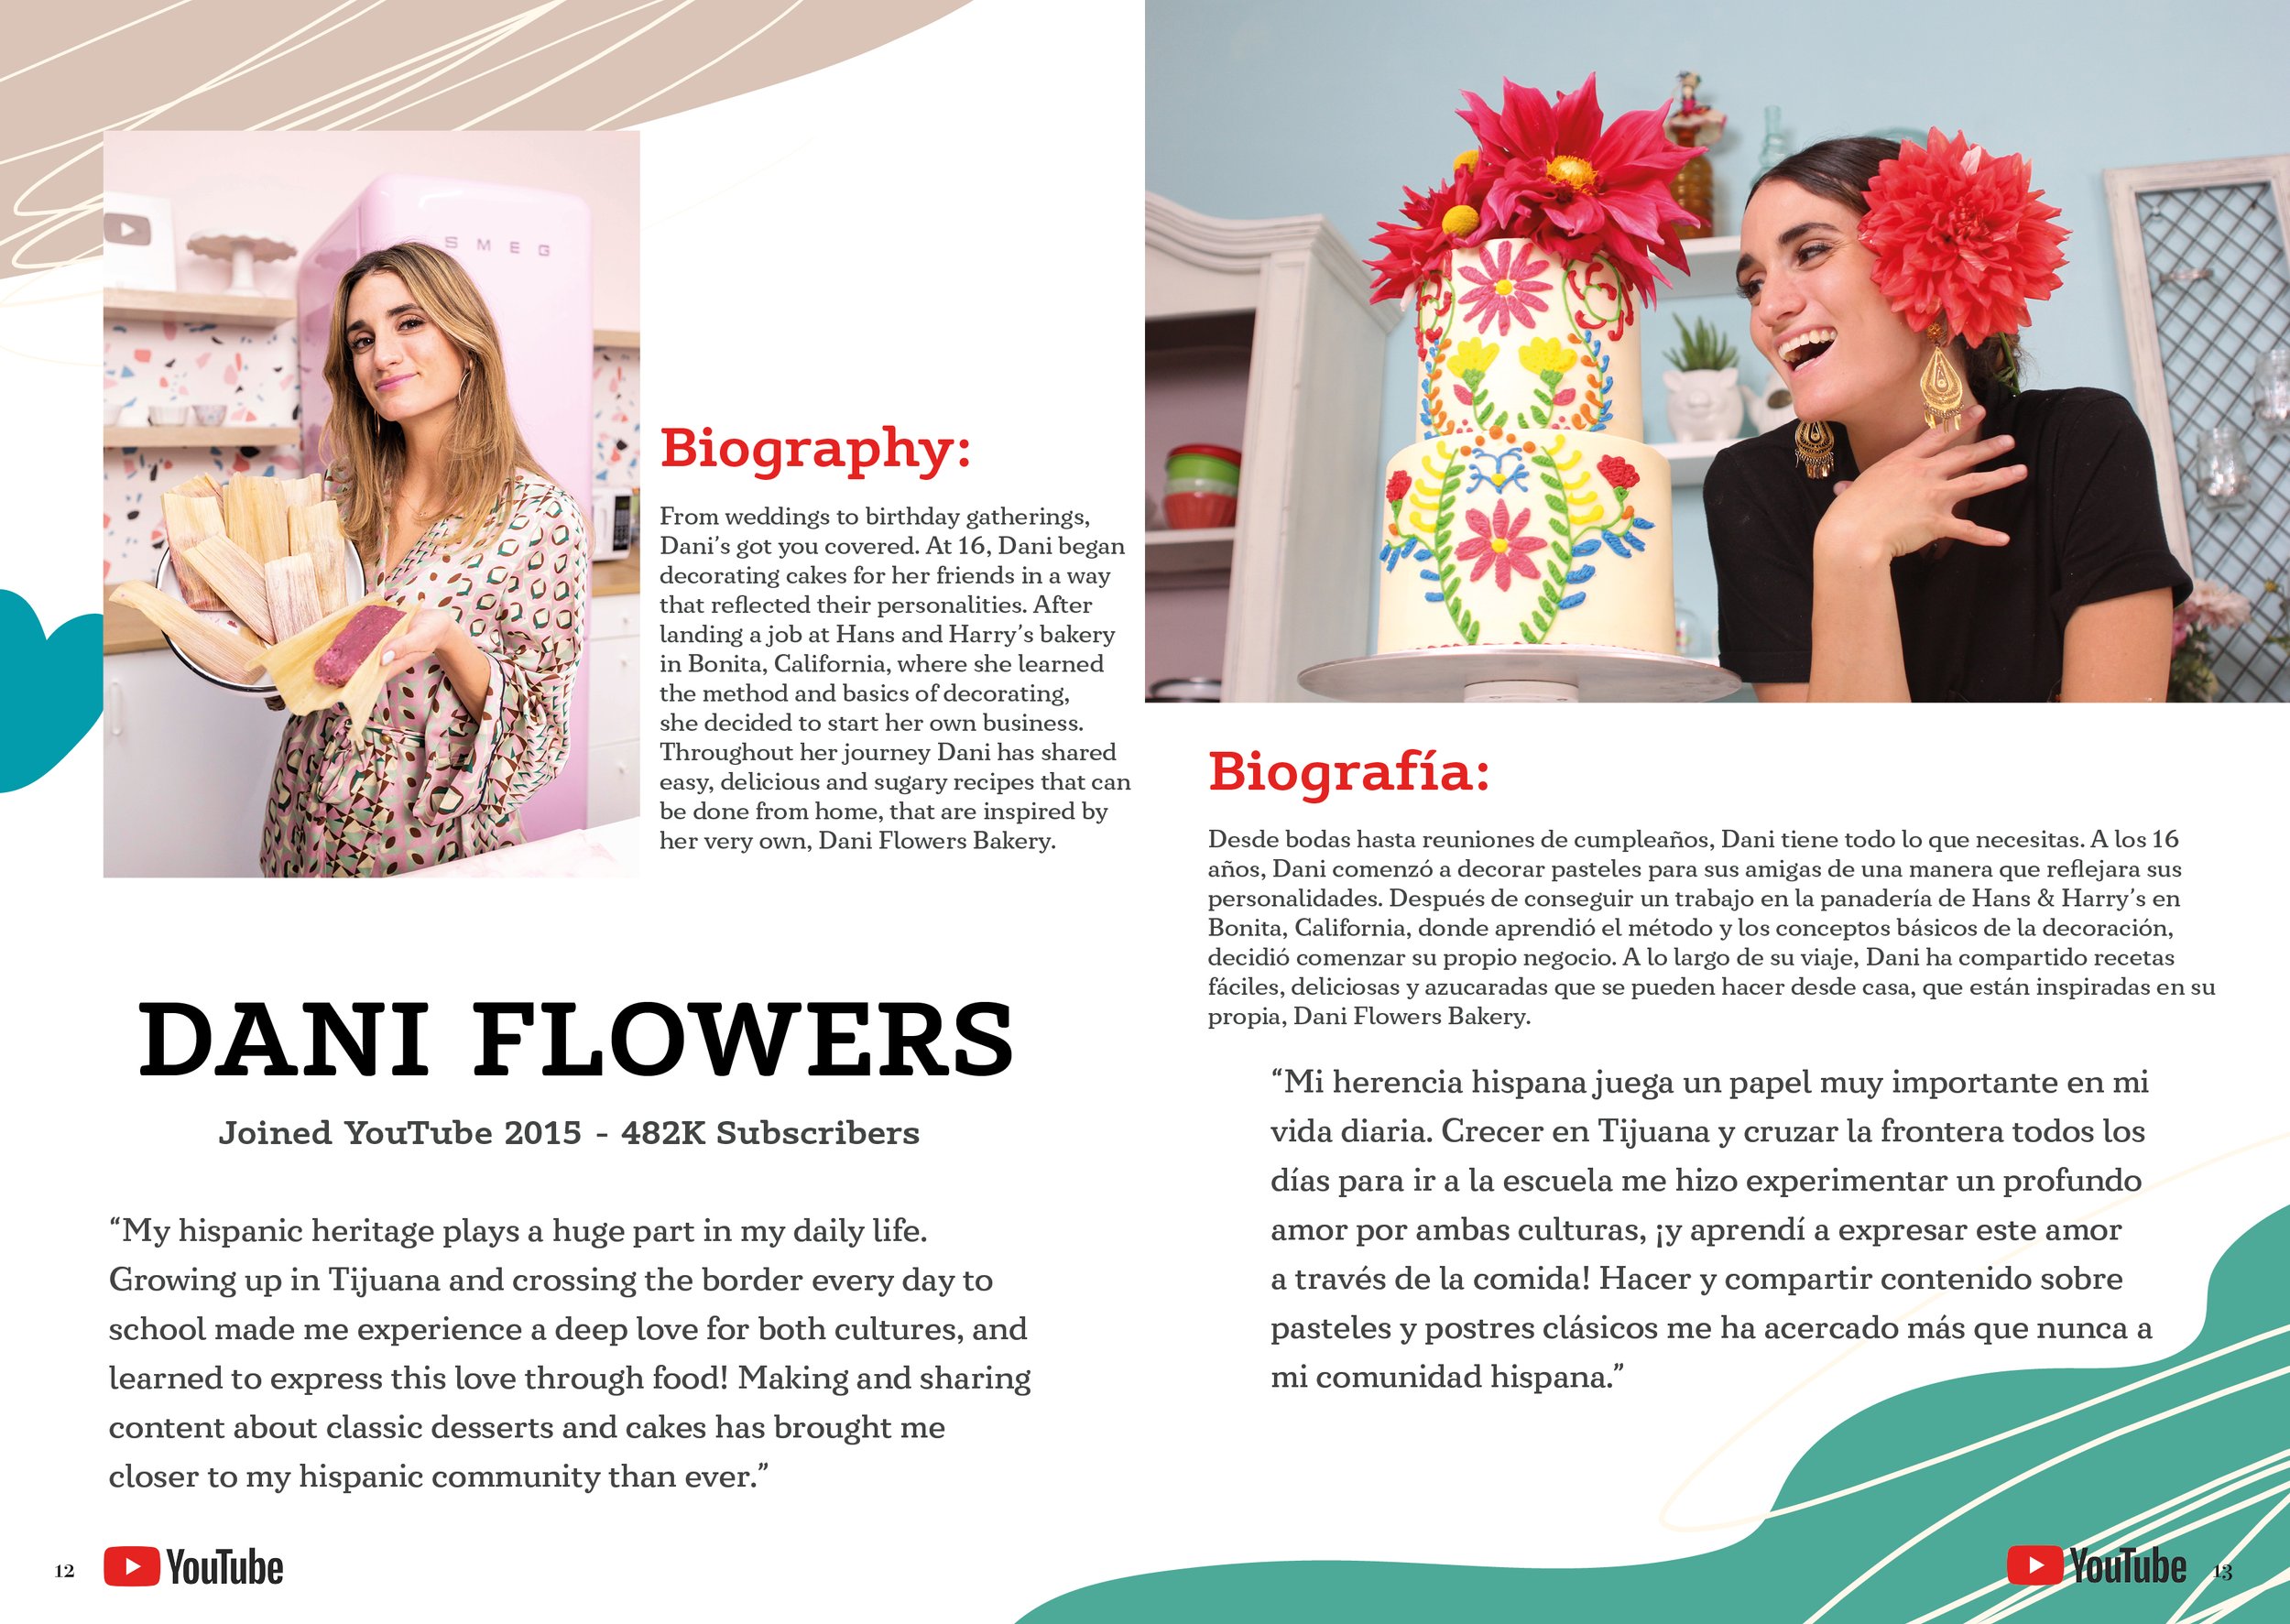 SMEG
Biography:
From weddings to birthday gatherings,
Dani's got you covered. At 16, Dani began
decorating cakes for her friends in a way
that reflected their personalities. After
landing a job at Hans and Harry's bakery
in Bonita, California, where she learned
the method and basics of decorating,
she decided to start her own business.
Throughout her journey Dani has shared
easy, delicious and sugary recipes that can
be done from home, that are inspired by
her very own, Dani Flowers Bakery.
DANI FLOWERS
Joined YouTube 2015 - 482K Subscribers
“My hispanic heritage plays a huge part in my daily life.
Growing up in Tijuana and crossing the border every day to
school made me experience a deep love for both cultures, and
learned to express this love through food! Making and sharing
content about classic desserts and cakes has brought me
closer to my hispanic community than ever.”
12 YouTube
Biografía:
Desde bodas hasta reuniones de cumpleaños, Dani tiene todo lo que necesitas. A los 16
años, Dani comenzó a decorar pasteles para sus amigas de una manera que reflejara sus
personalidades. Después de conseguir un trabajo en la panadería de Hans & Harry's en
Bonita, California, donde aprendió el método y los conceptos básicos de la decoración,
decidió comenzar su propio negocio. A lo largo de su viaje, Dani ha compartido recetas
fáciles, deliciosas y azucaradas que se pueden hacer desde casa, que están inspiradas en su
propia, Dani Flowers Bakery.
“Mi herencia hispana juega un papel muy importante en mi
vida diaria. Crecer en Tijuana y cruzar la frontera todos los
días para ir a la escuela me hizo experimentar un profundo
amor por ambas culturas, ¡y aprendí a expresar este amor
a través de la comida! Hacer y compartir contenido sobre
pasteles y postres clásicos me ha acercado más que nunca a
mi comunidad hispana.”
YouTube 13